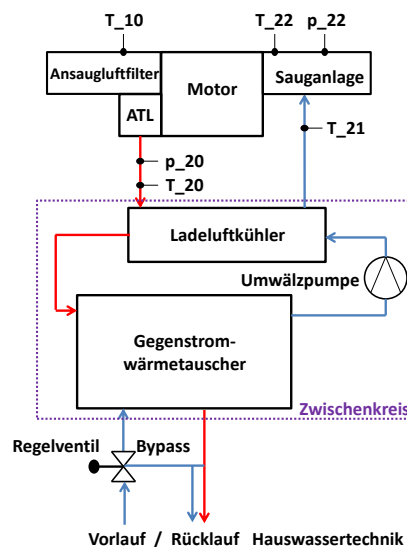 T_10
T_22
p_22
Ansaugluftfilter
Motor
Sauganlage
ATL
T_21
p_20
T_20
Ladeluftkühler
Umwälzpumpe
Gegenstrom-
wärmetauscher
Zwischenkreis
Regelventil
Bypass
Vorlauf / Rücklauf Hauswassertechnik